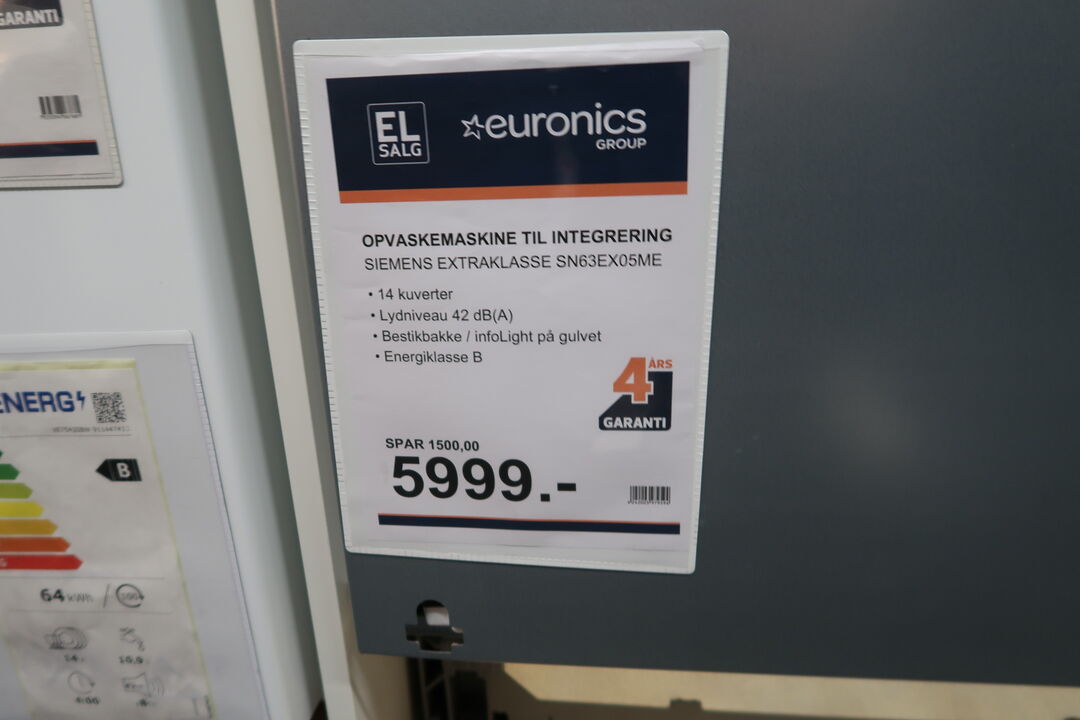 GARANTI
EL
SALG
euronics
GROUP
OPVASKEMASKINE TIL INTEGRERING
SIEMENS EXTRAKLASSE SN63EX05ME
• 14 kuverter
• Lydniveau 42 dB(A)
• Bestikbakke / infoLight på gulvet
• Energiklasse B
4 ÅRS
GARANTI
SPAR 1500,00
5999.-
ENERG
B
G
64 kWh / 100